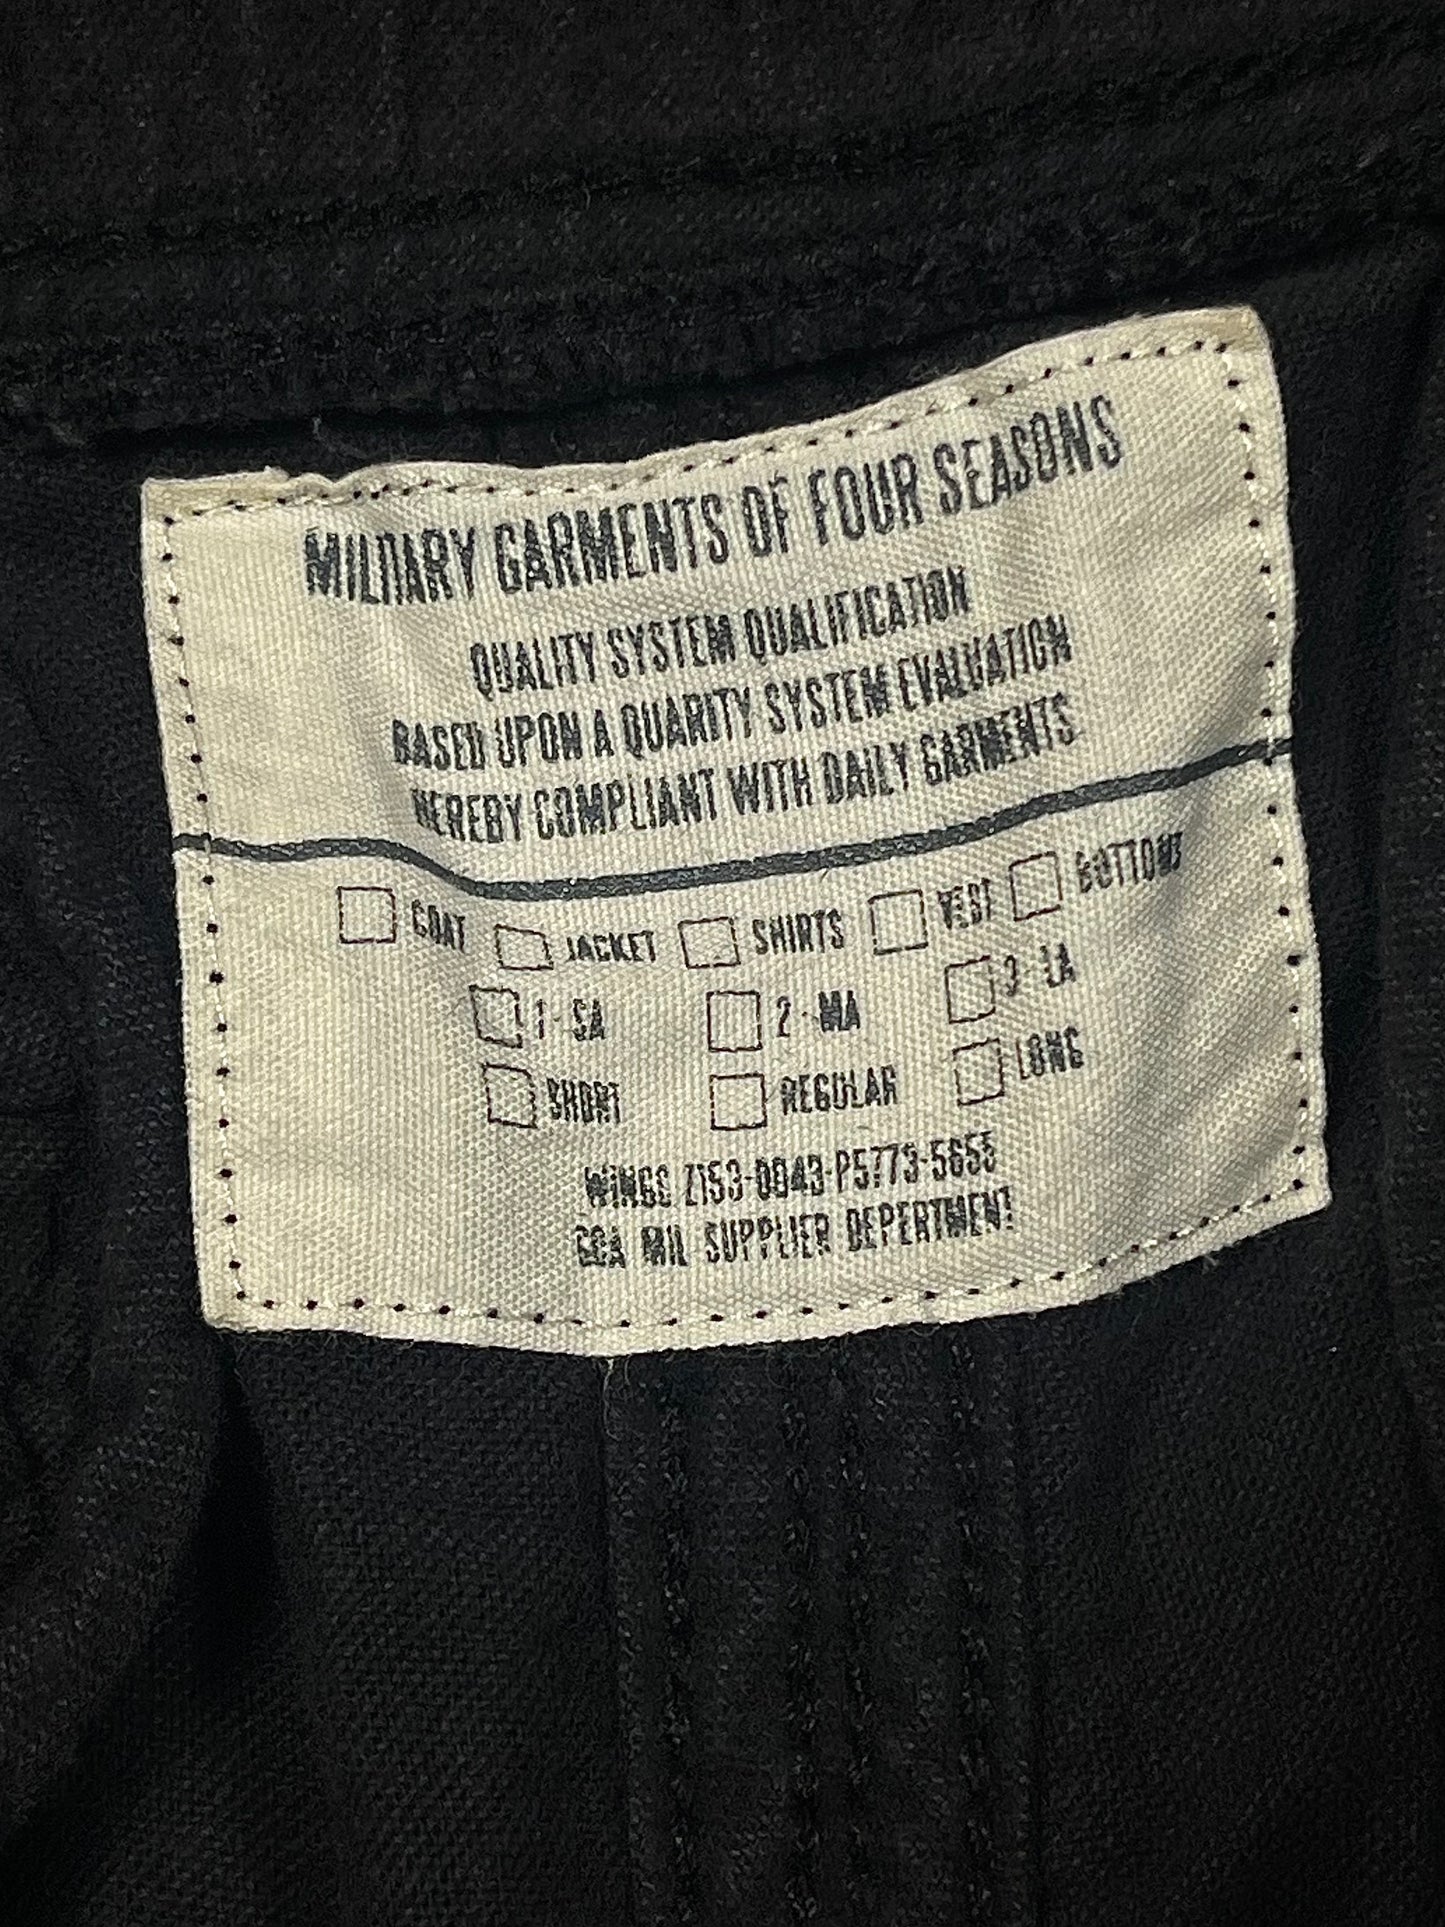 MILITARY GARMENTS OF FOUR SEASONS
QUALITY SYSTEM QUALIFICATION
BASED UPON A QUARITY SYSTEM EVALUATION
HEREBY COMPLIANT WITH DAILY GARMENTS
COAT JACKET SHIRTS VEST BOTTOMS
1-SA 2-MA 3-LA
SHORT REGULAR LONG
WINGS Z153-0043-P5773-5655
COA MIL SUPPLIER DEPERTMENT